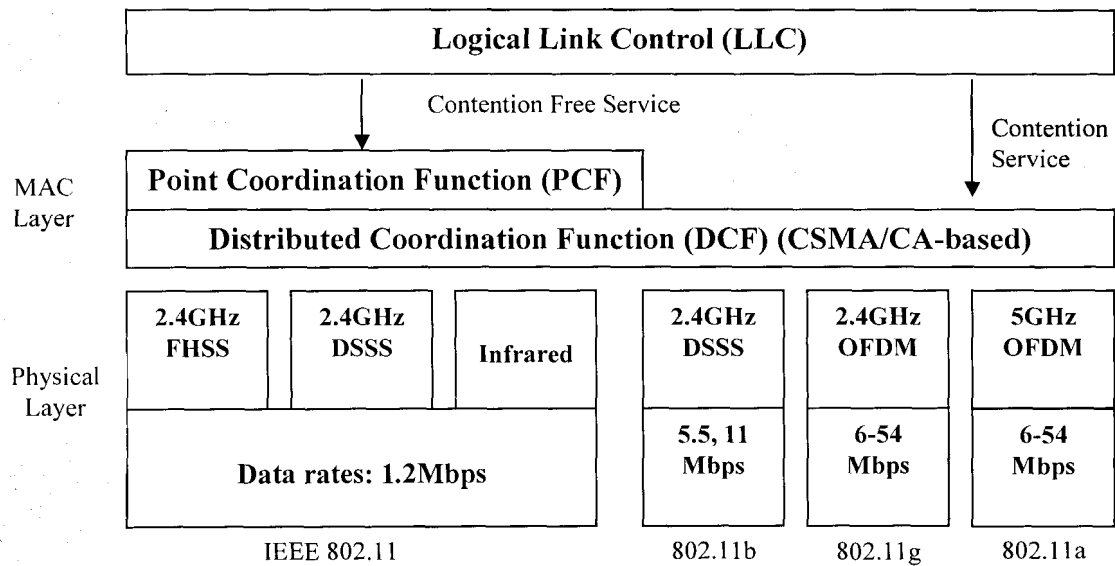 Logical Link Control (LLC)
Contention Free Service
Contention
Service
MAC
Layer
Point Coordination Function (PCF)
Distributed Coordination Function (DCF) (CSMA/CA-based)
Physical
Layer
2.4GHz
FHSS
2.4GHz
DSSS
Infrared
2.4GHz
DSSS
2.4GHz
OFDM
5GHz
OFDM
Data rates: 1.2Mbps
5.5, 11
Mbps
6-54
Mbps
6-54
Mbps
IEEE 802.11
802.11b
802.11g
802.11a